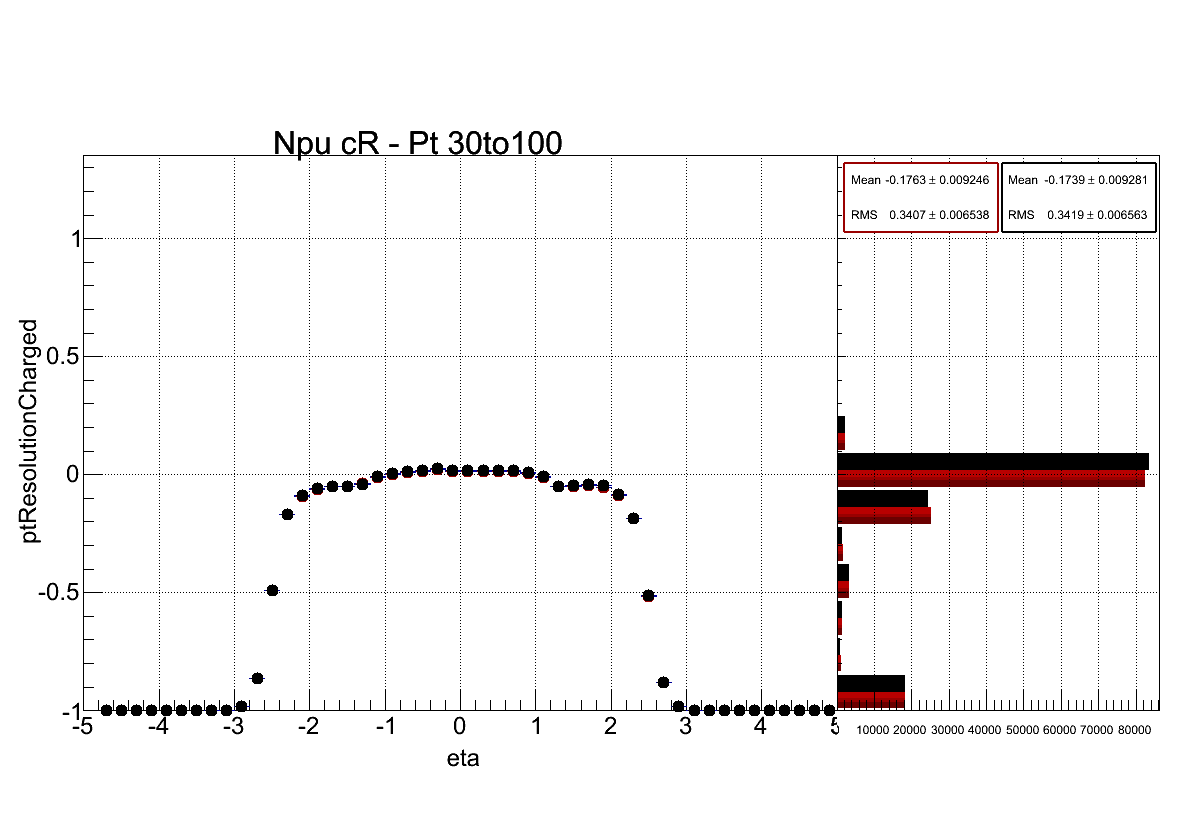 Npu cR - Pt 30to100
Mean -0.1763 ± 0.009246
RMS 0.3407 ± 0.006538
Mean -0.1739 ± 0.009281
RMS 0.3419 ± 0.006563
ptResolutionCharged
1
0.5
0
-0.5
-1
-5 -4 -3 -2 -1 0 1 2 3 4 5
10000 20000 30000 40000 50000 60000 70000 80000
eta